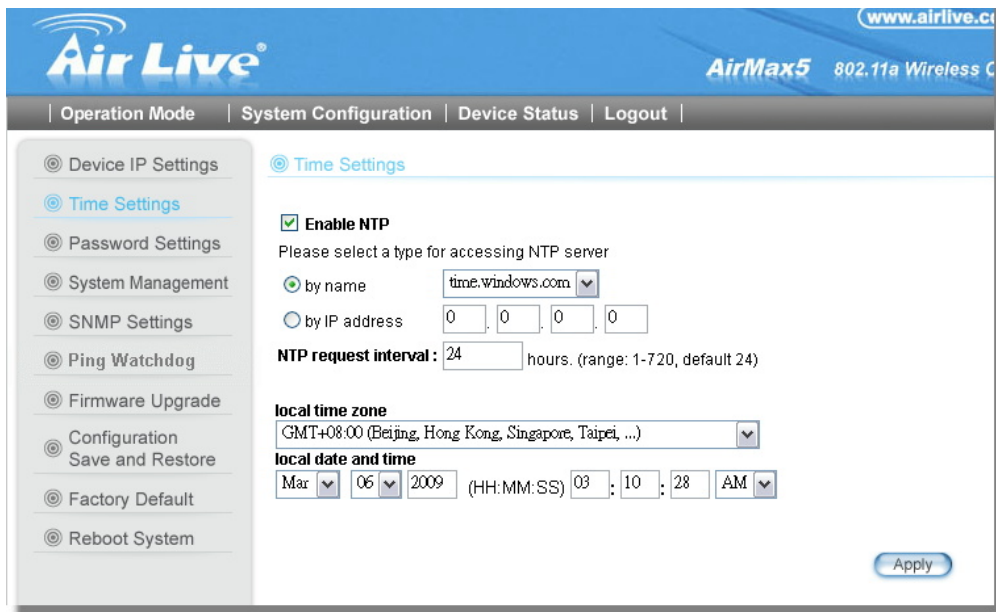 www.airlive.c
Air Live®
AirMax5 802.11a Wireless
Operation Mode | System Configuration | Device Status | Logout |
Device IP Settings
Time Settings
Password Settings
System Management
SNMP Settings
Ping Watchdog
Firmware Upgrade
Configuration
Save and Restore
Factory Default
Reboot System
Time Settings
Enable NTP
Please select a type for accessing NTP server
by name time.windows.com
by IP address 0 . 0 . 0 . 0
NTP request interval : 24 hours. (range: 1-720, default 24)
local time zone
GMT+08:00 (Beijing, Hong Kong, Singapore, Taipei, ...)
local date and time
Mar 06 2009 (HH:MM:SS) 03 : 10 : 28 AM
Apply